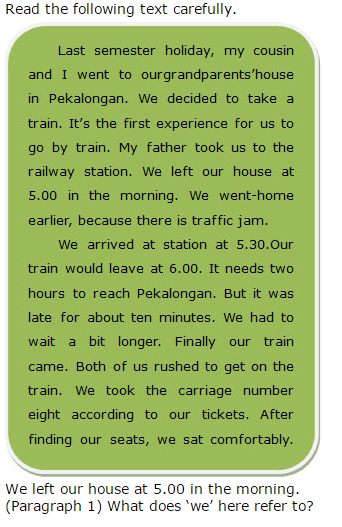 Read the following text carefully.
Last semester holiday, my cousin
and I went to ourgrandparents'house
in Pekalongan. We decided to take a
train. It's the first experience for us to
go by train. My father took us to the
railway station. We left our house at
5.00 in the morning. We went-home
earlier, because there is traffic jam.
We arrived at station at 5.30.Our
train would leave at 6.00. It needs two
hours to reach Pekalongan. But it was
late for about ten minutes. We had to
wait a bit longer. Finally our train
came. Both of us rushed to get on the
train. We took the carriage number
eight according to our tickets. After
finding our seats, we sat comfortably.
We left our house at 5.00 in the morning.
(Paragraph 1) What does ‘we’ here refer to?